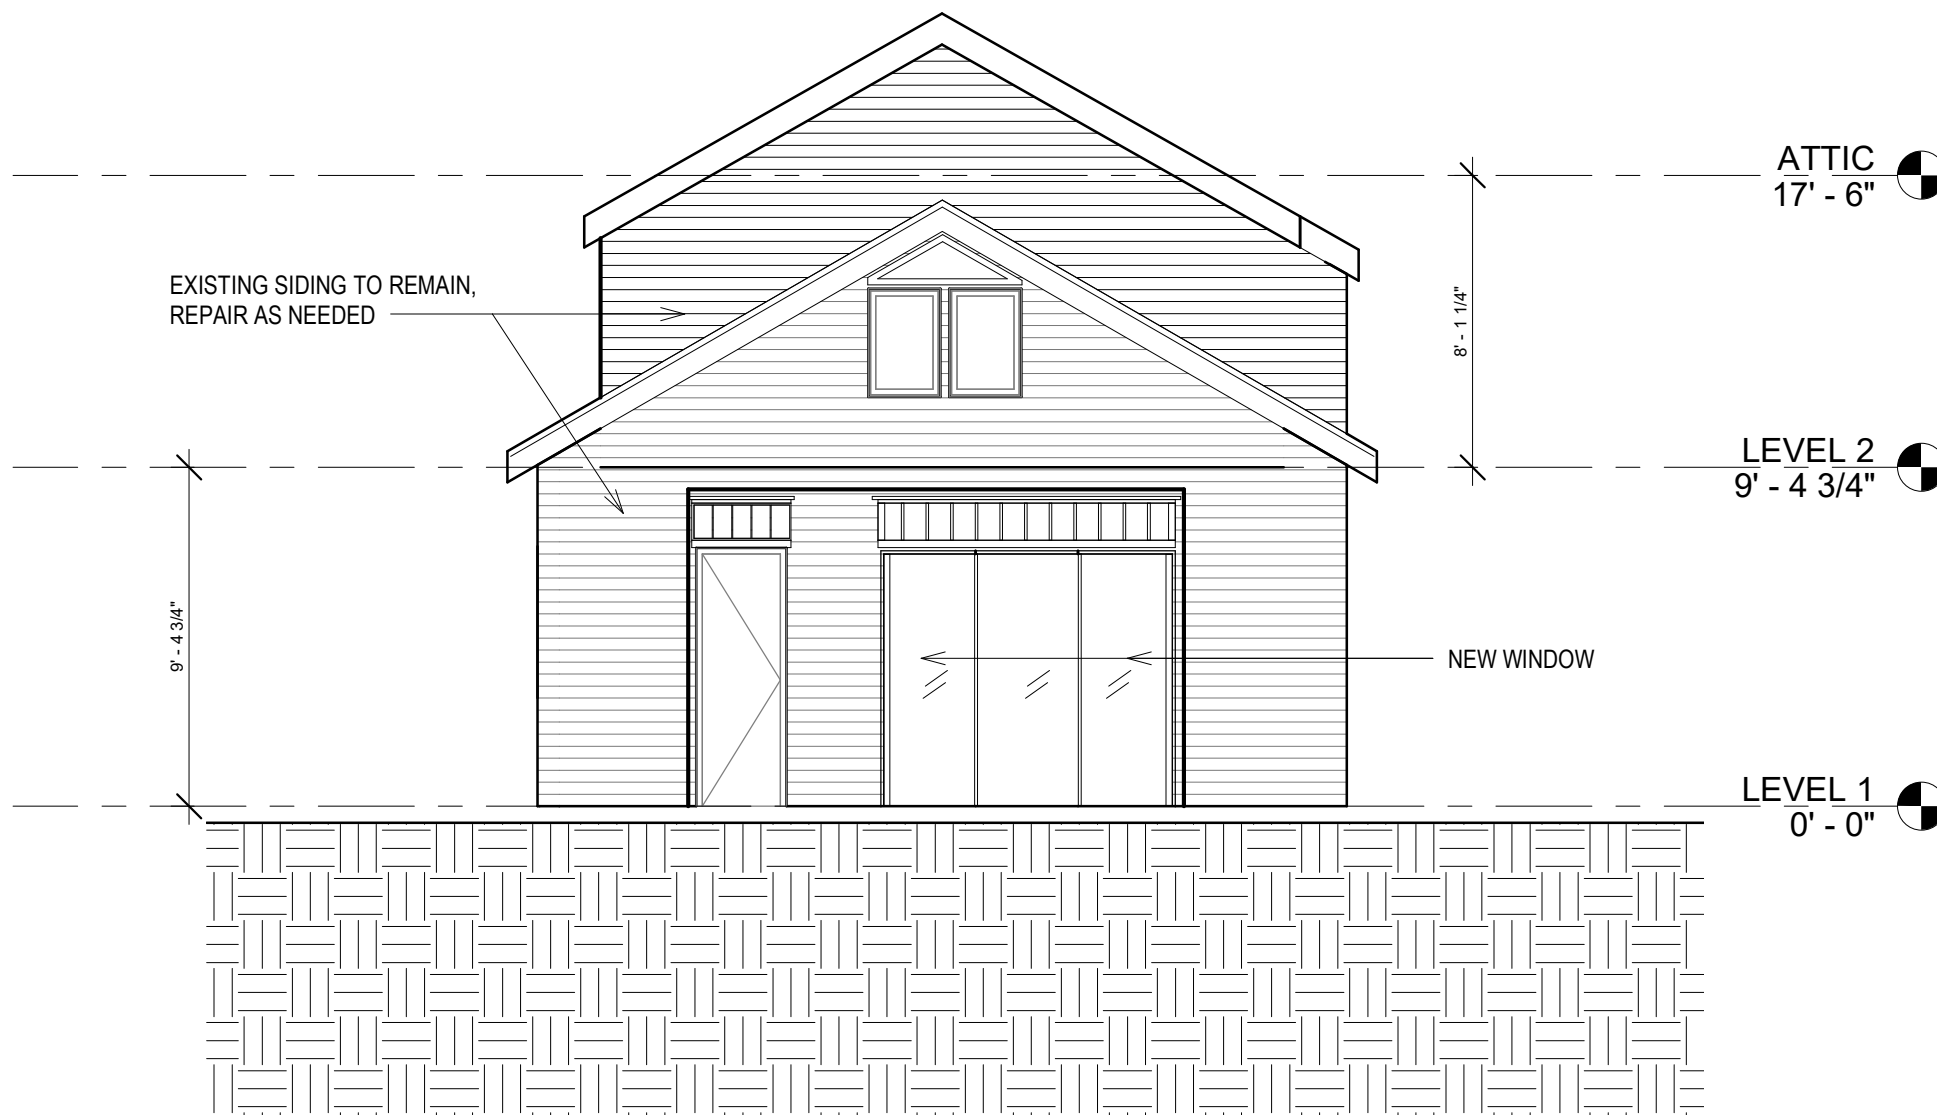 ATTIC
17' - 6"
EXISTING SIDING TO REMAIN,
REPAIR AS NEEDED
8' - 1 1/4"
LEVEL 2
9' - 4 3/4"
9' - 4 3/4"
NEW WINDOW
LEVEL 1
0' - 0"